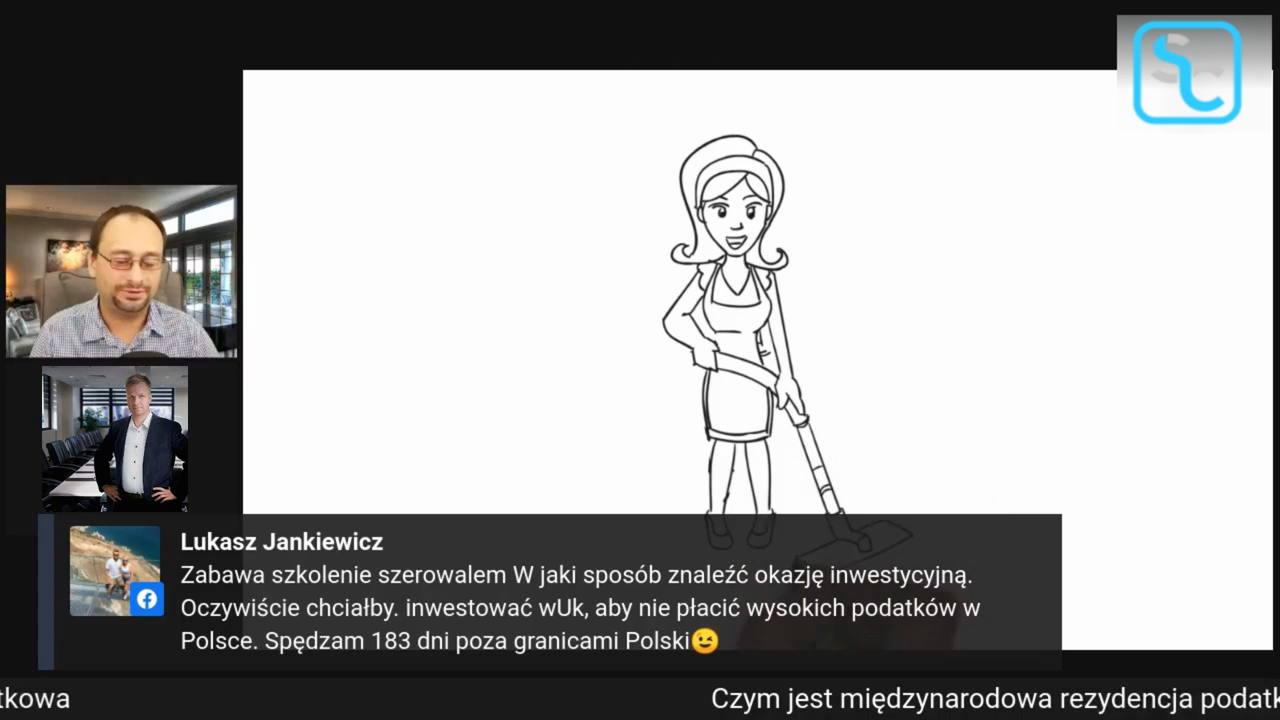 Lukasz Jankiewicz
Zabawa szkolenie szerowalem W jaki sposób znaleźć okazję inwestycyjną.
Oczywiście chciałby. inwestować wUk, aby nie płacić wysokich podatków w
Polsce. Spędzam 183 dni poza granicami Polski😉
tkowa
Czym jest międzynarodowa rezydencja podatk